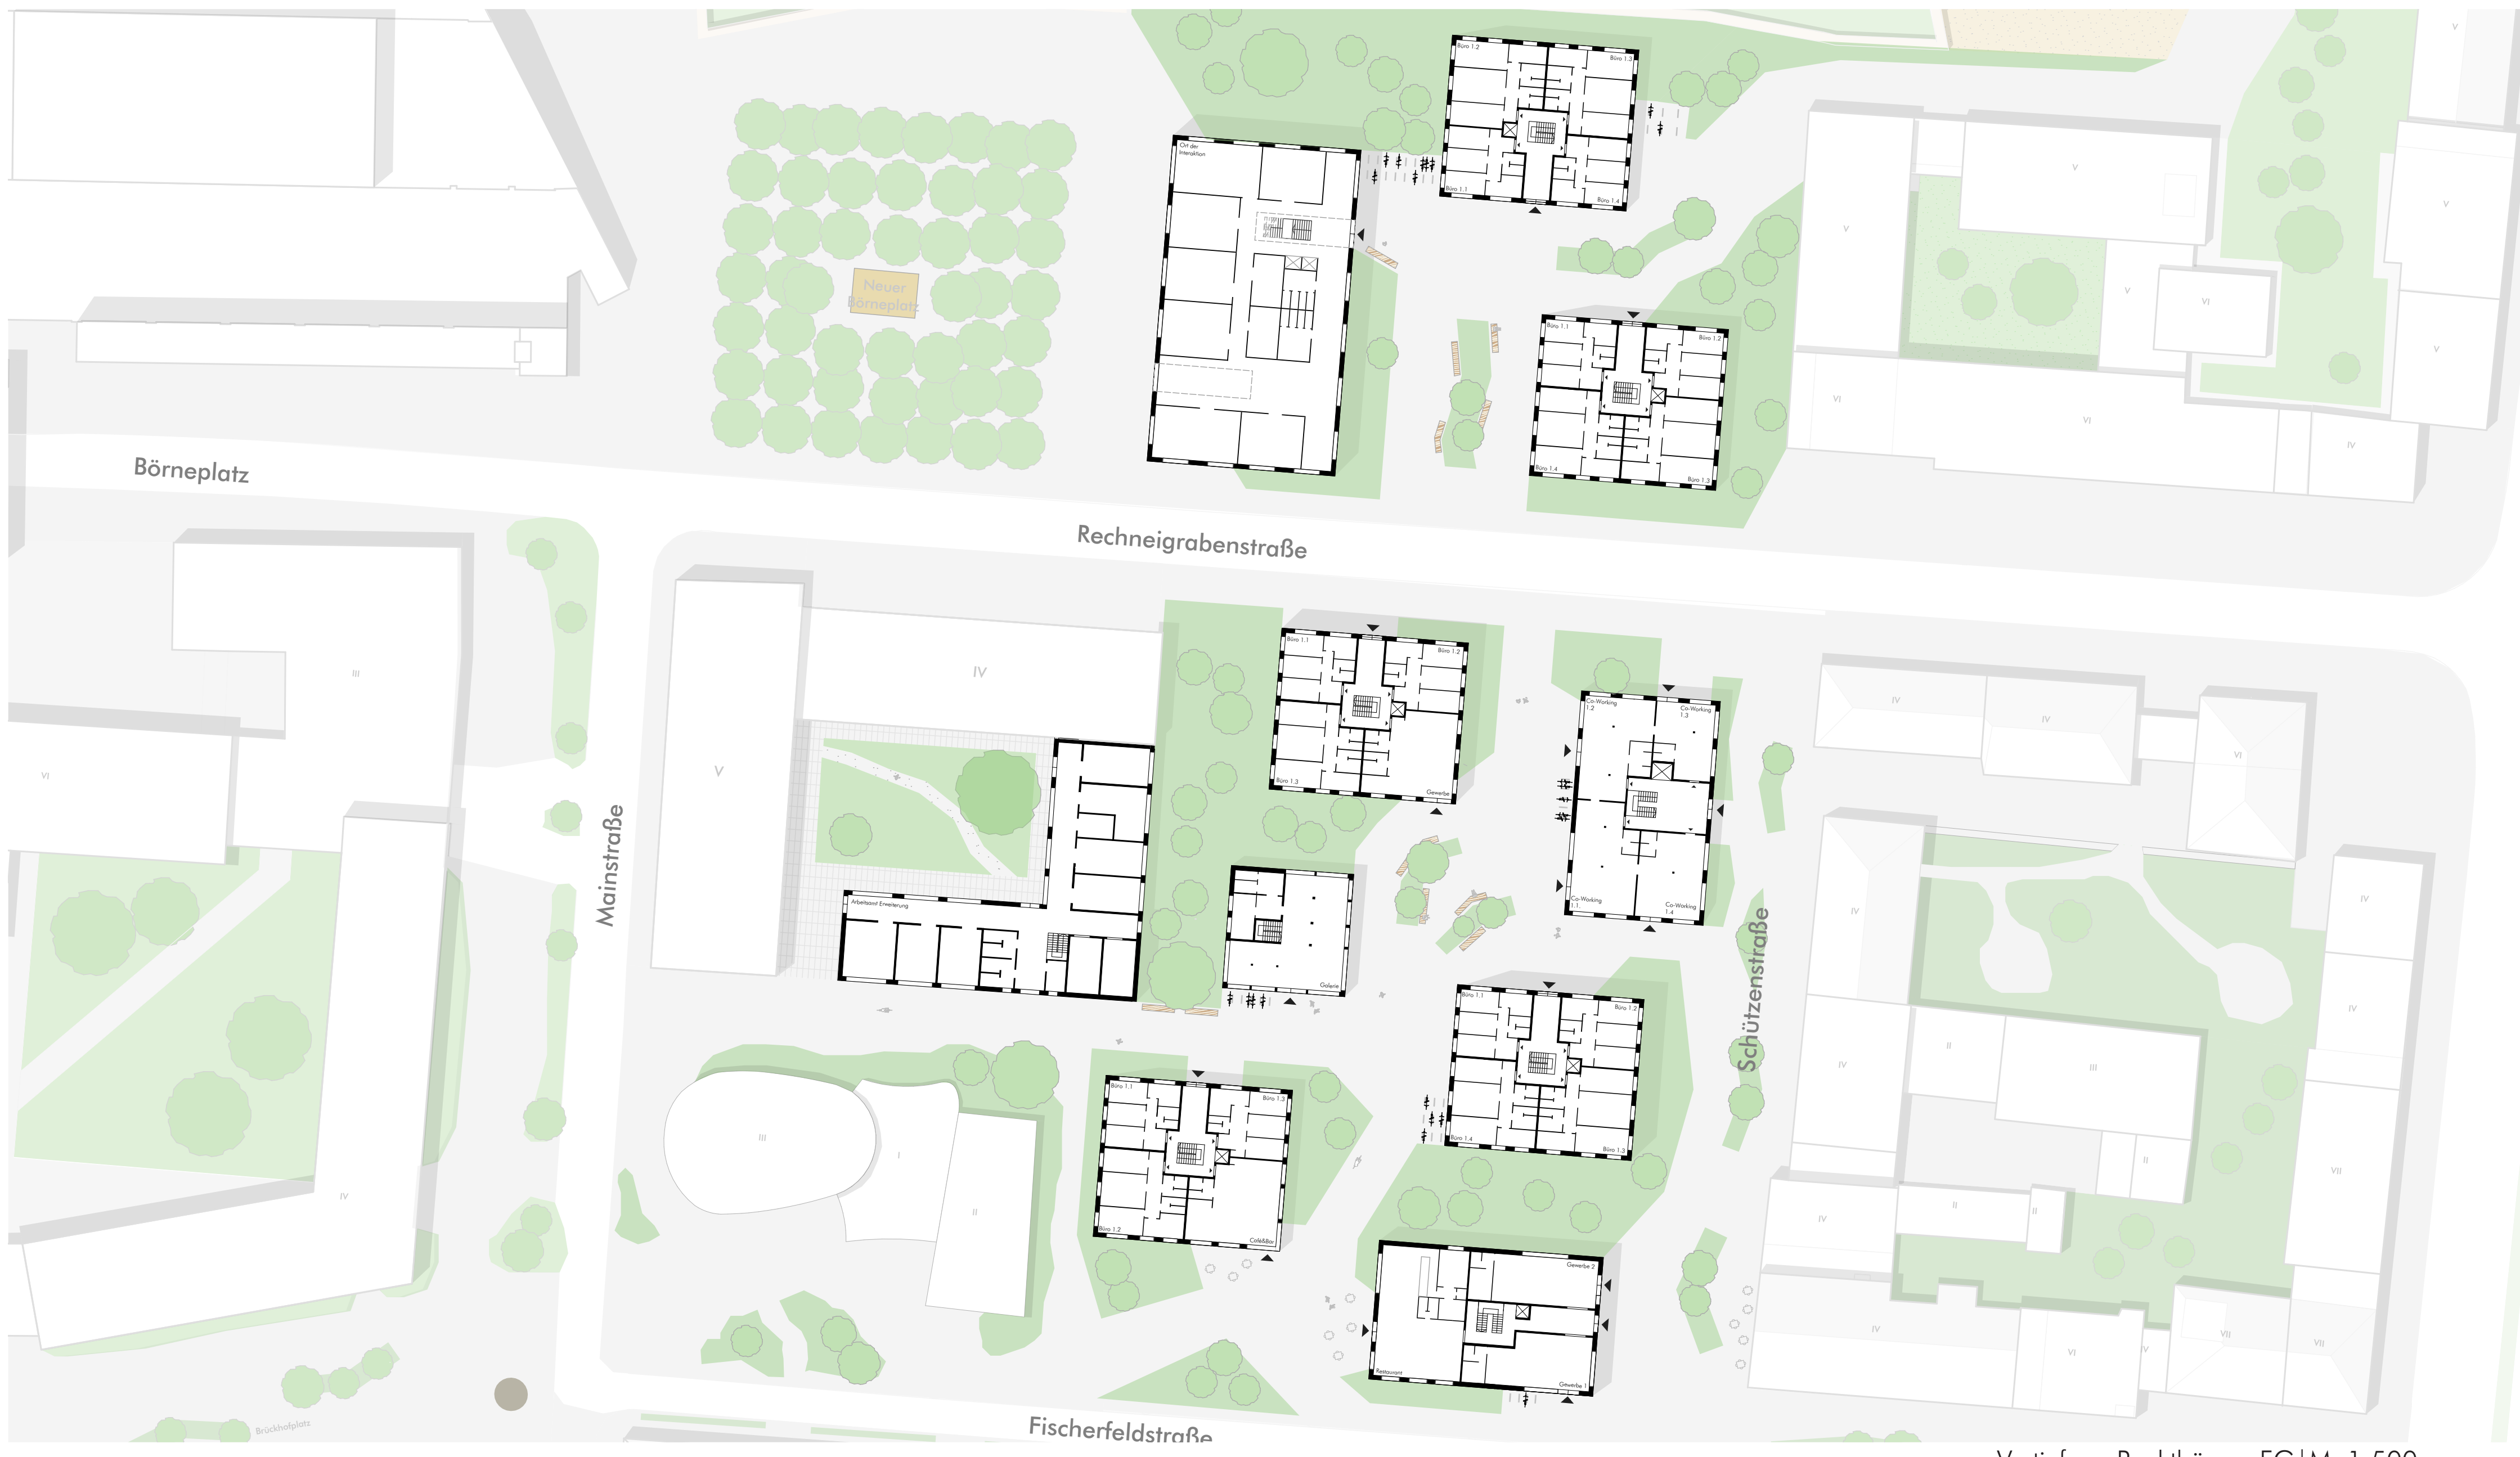 Büro 1.2
Büro 1.3
Büro 1.1
Büro 1.4
Ort der
Interaktion
V
V
V
V
V
V
VI
V
VI
VI
IV
Neuer
Börneplatz
Büro 1.1
Büro 1.2
Büro 1.4
Büro 1.3
Börneplatz
Rechneigrabenstraße
III
VI
IV
Mainstraße
V
IV
Arbeitsamt Erweiterung
Büro 1.1
Büro 1.2
Büro 1.3
Gewerbe
Co-Working
1.2
Co-Working
1.3
Co-Working
1.1.
Co-Working
1.4
Galerie
Schützenstraße
IV
IV
VI
IV
IV
IV
IV
II
III
II
VII
Büro 1.1
Büro 1.2
Büro 1.4
Büro 1.3
III
I
II
Büro 1.1
Büro 1.3
Büro 1.2
Café&Bar
Gewerbe 2
Restaurant
Gewerbe 1
IV
II
II
IV
VI
IV
VII
VII
Brückhofplatz
Fischerfeldstraße